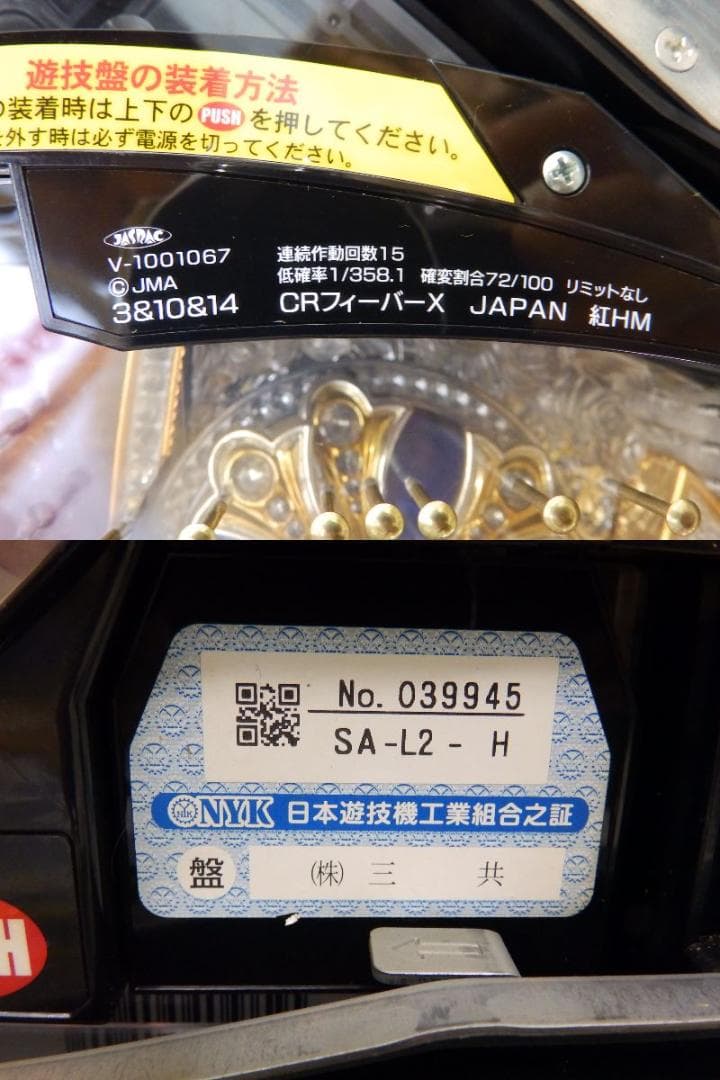 遊技盤の装着方法
の装着時は上下の PUSH を押してください。
を外す時は必ず電源を切ってください。
JASRAC
V-1001067
©JMA
3&10&14
連続作動回数15
低確率1/358.1 確変割合72/100 リミットなし
CRフィーバーX JAPAN 紅HM
No. 039945
SA-L2- H
NYK 日本遊技機工業組合之証
盤 ㈱ 三 共
H